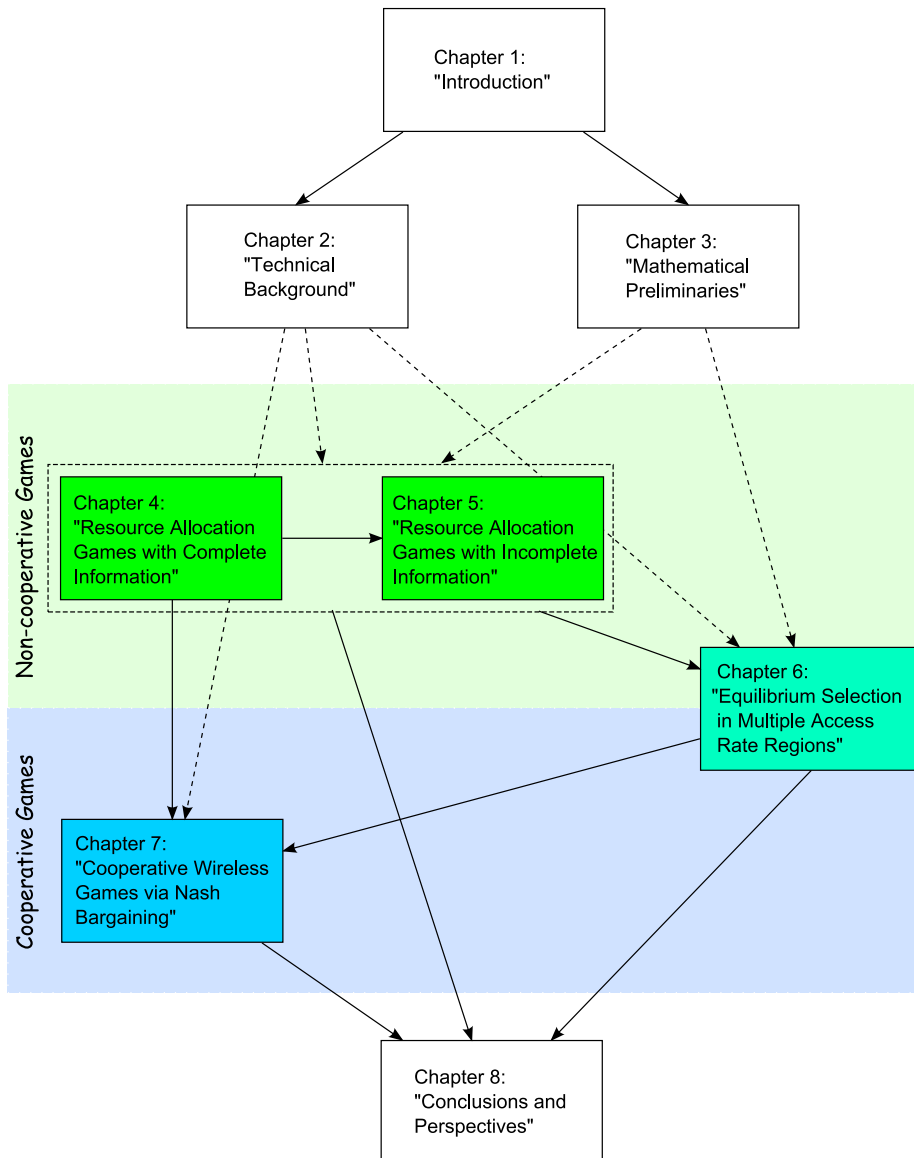 Chapter 1:
"Introduction"
Chapter 2:
"Technical
Background"
Chapter 3:
"Mathematical
Preliminaries"
Non-cooperative Games
Chapter 4:
"Resource Allocation
Games with Complete
Information"
Chapter 5:
"Resource Allocation
Games with Incomplete
Information"
Chapter 6:
"Equilibrium Selection
in Multiple Access
Rate Regions"
Cooperative Games
Chapter 7:
"Cooperative Wireless
Games via Nash
Bargaining"
Chapter 8:
"Conclusions and
Perspectives"